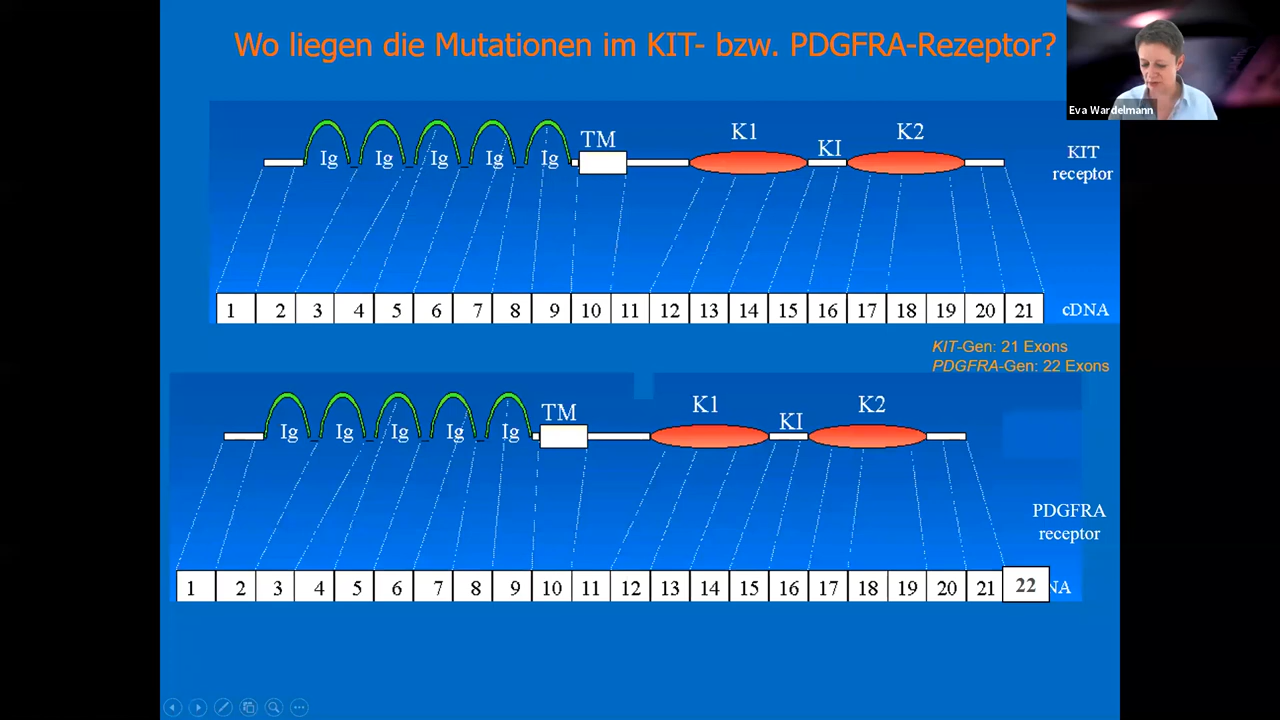 Wo liegen die Mutationen im KIT- bzw. PDGFRA-Rezeptor?
Eva Wardelmann
Ig Ig Ig Ig Ig TM K1 KI K2
KIT
receptor
1 2 3 4 5 6 7 8 9 10 11 12 13 14 15 16 17 18 19 20 21 cDNA
KIT-Gen: 21 Exons
PDGFRA-Gen: 22 Exons
Ig Ig Ig Ig Ig TM K1 KI K2
PDGFRA
receptor
1 2 3 4 5 6 7 8 9 10 11 12 13 14 15 16 17 18 19 20 21 22 NA